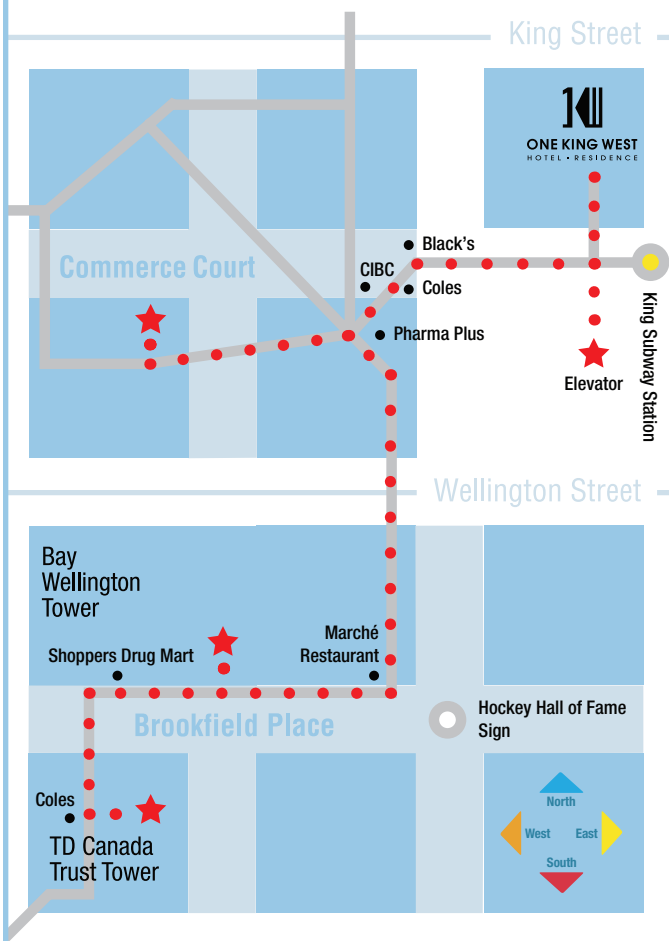 King Street
ONE KING WEST
HOTEL • RESIDENCE
Black's
Commerce Court
CIBC
Coles
King Subway Station
Pharma Plus
Elevator
Wellington Street
Bay
Wellington
Tower
Marché
Restaurant
Shoppers Drug Mart
Hockey Hall of Fame
Sign
Brookfield Place
Coles
TD Canada
Trust Tower
North
West
East
South